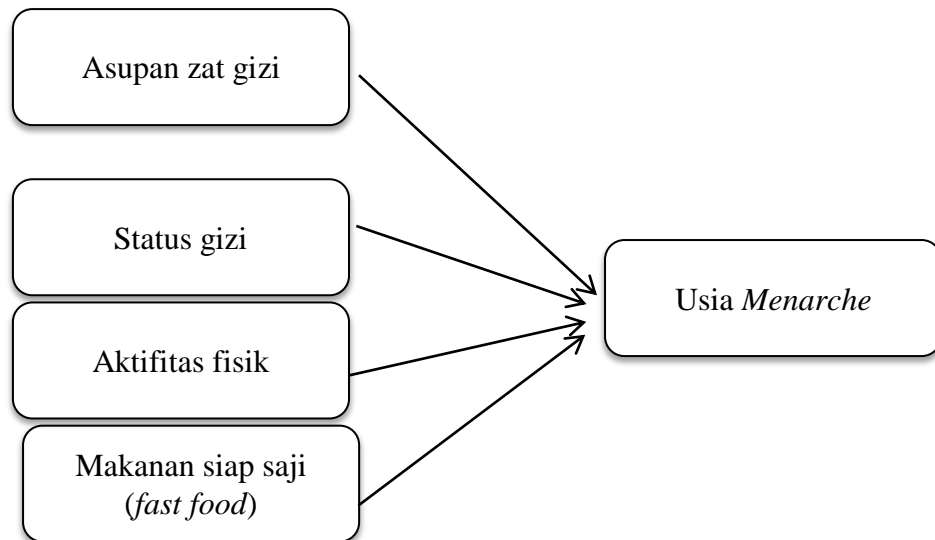 Asupan zat gizi
Status gizi
Aktifitas fisik
Makanan siap saji
(fast food)
Usia Menarche